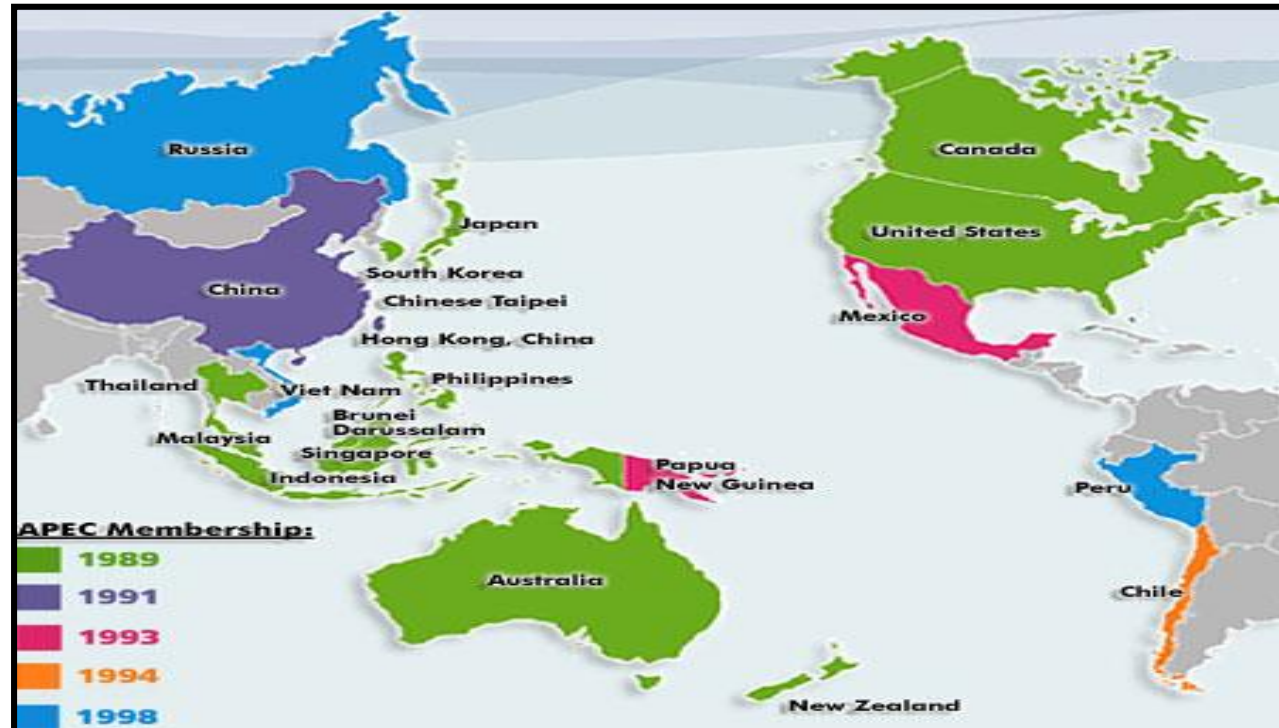 Russia
Canada
Japan
United States
South Korea
China
Chinese Taipei
Mexico
Hong Kong, China
Thailand
Viet Nam
Philippines
Brunei
Darussalam
Malaysia
Singapore
Indonesia
Papua
New Guinea
Peru
APEC Membership:
1989
1991
1993
1994
1998
Australia
Chile
New Zealand